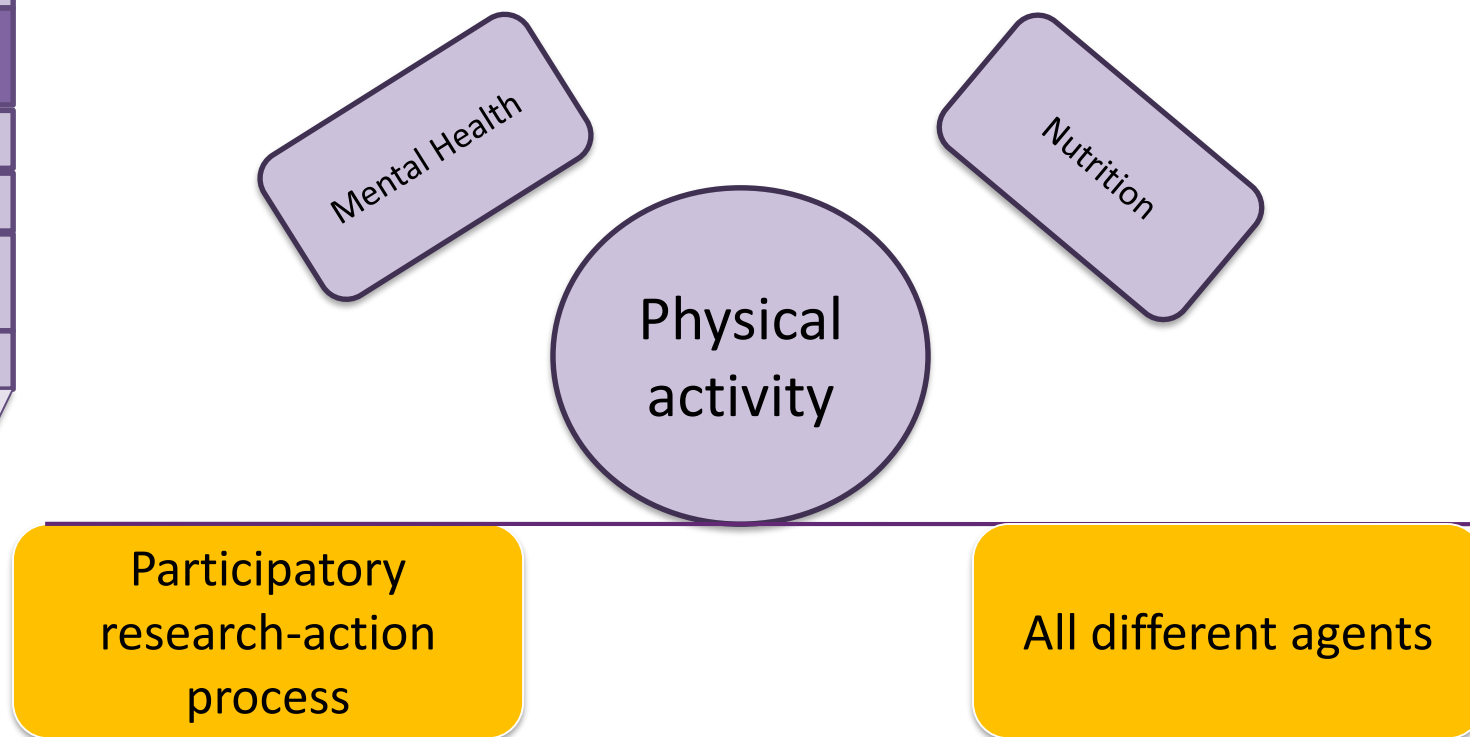 Mental Health
Nutrition
Physical
activity
Participatory
research-action
process
All different agents